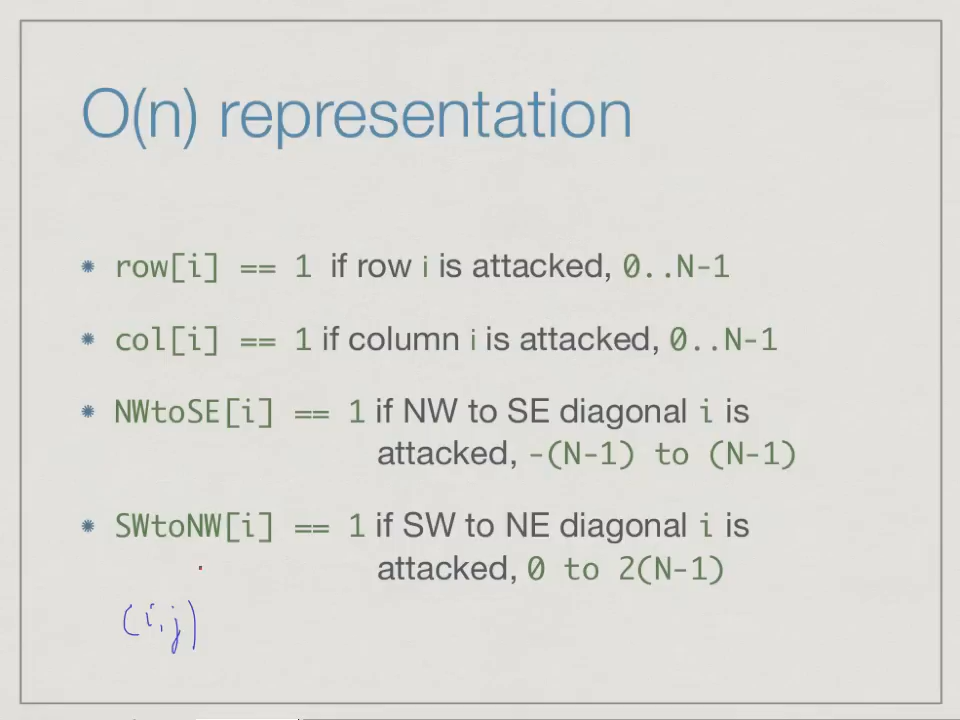 O(n) representation
row[i] == 1 if row i is attacked, 0..N-1
col[i] == 1 if column i is attacked, 0..N-1
NWtoSE[i] == 1 if NW to SE diagonal i is
attacked, -(N-1) to (N-1)
SWtoNW[i] == 1 if SW to NE diagonal i is
attacked, 0 to 2(N-1)
(i,j)